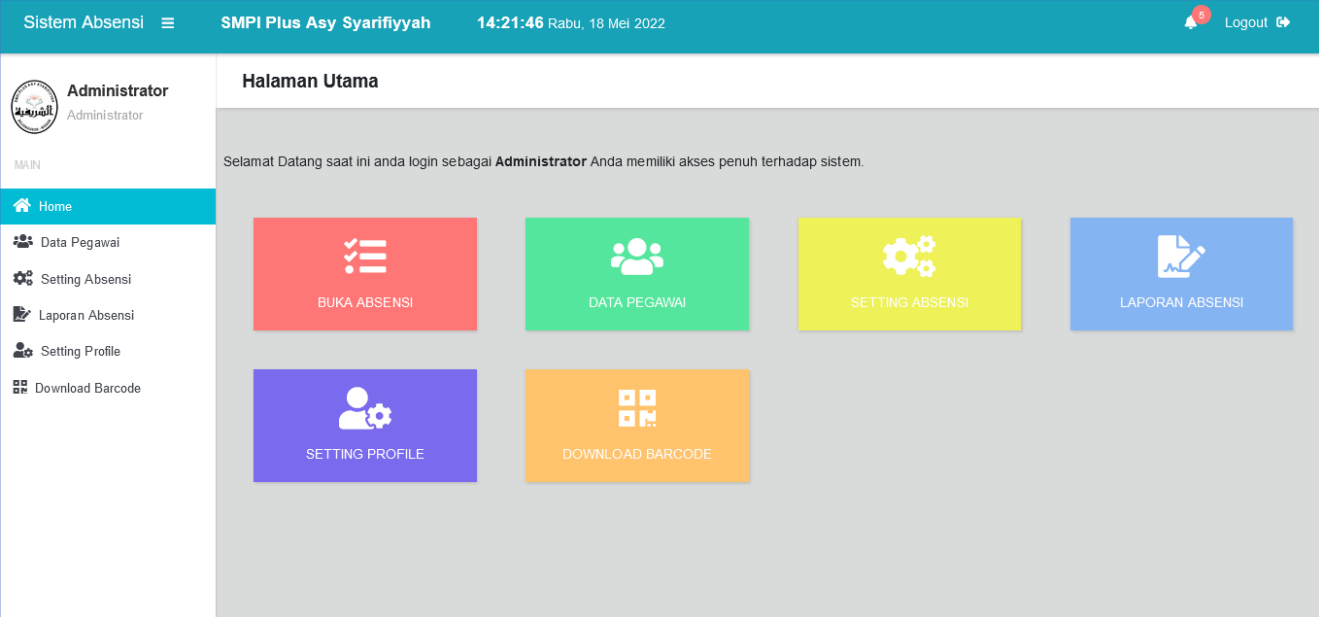 Sistem Absensi SMPI Plus Asy Syarifiyyah 14:21:46 Rabu, 18 Mei 2022 5 Logout
Administrator
Administrator
MAIN
Home
Data Pegawai
Setting Absensi
Laporan Absensi
Setting Profile
Download Barcode
Halaman Utama
Selamat Datang saat ini anda login sebagai Administrator Anda memiliki akses penuh terhadap sistem.
BUKA ABSENSI
DATA PEGAWAI
SETTING ABSENSI
LAPORAN ABSENSI
SETTING PROFILE
DOWNLOAD BARCODE